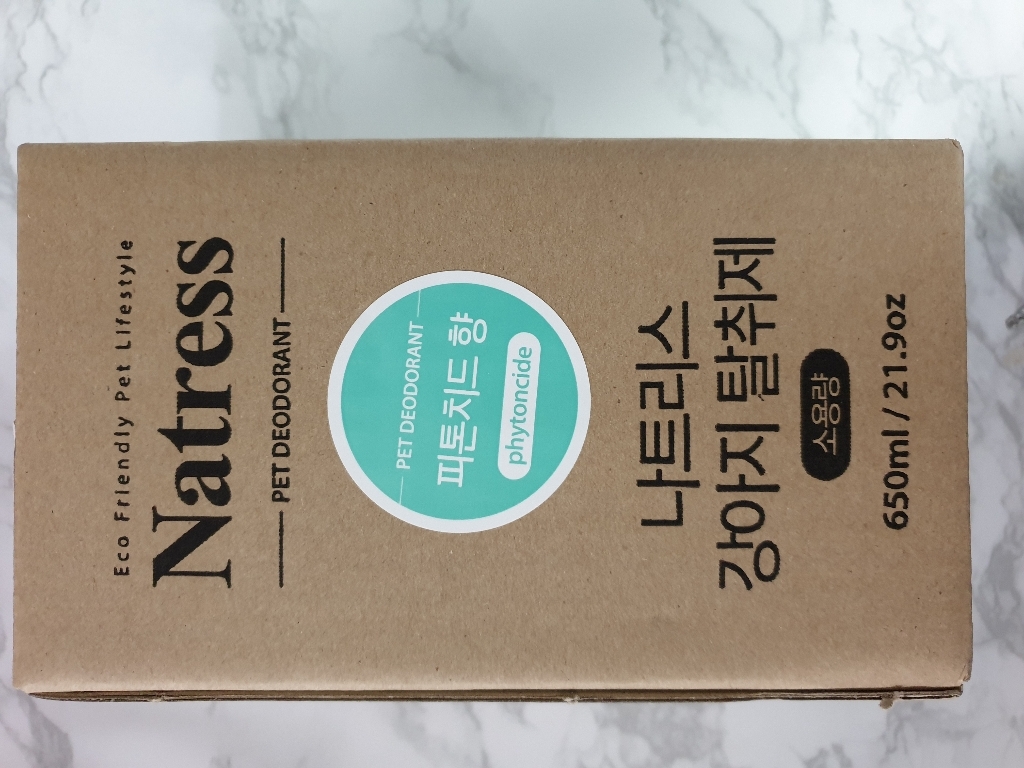 Eco Friendly Pet Lifestyle
Natress
PET DEODORANT
PET DEODORANT
피톤치드 향
phytoncide
나트리스
강아지 탈취제
소용량
650ml / 21.9oz